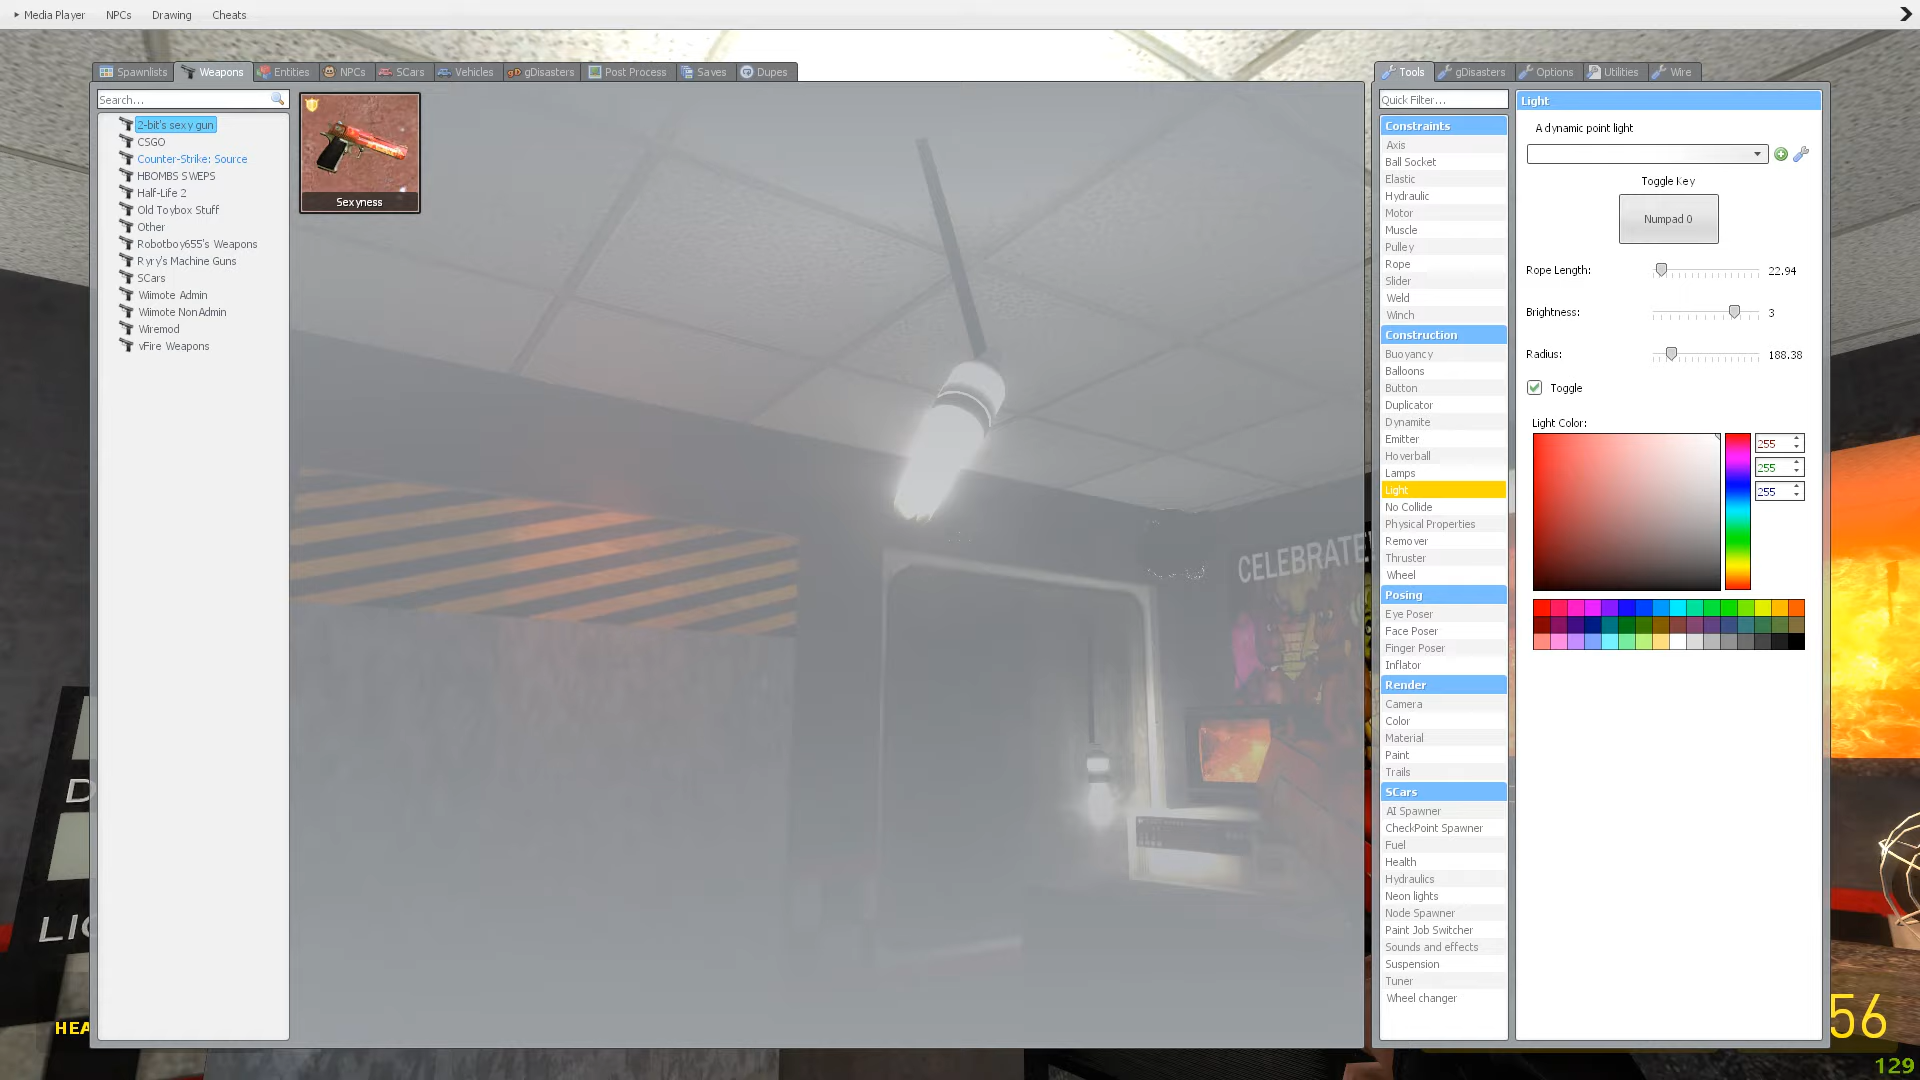 Media Player NPCs Drawing Cheats
Spawnlists Weapons Entities NPCs SCars Vehicles gDisasters Post Process Saves Dupes
Search...
2-bit's sexy gun
CSGO
Counter-Strike: Source
HBOMBS SWEPS
Half-Life 2
Old Toybox Stuff
Other
Robotboy655's Weapons
Ryry's Machine Guns
SCars
Wiimote Admin
Wiimote NonAdmin
Wiremod
vFire Weapons
Sexyness
CELEBRATE!
D
LIG
HEA
Tools gDisasters Options Utilities Wire
Quick Filter...
Constraints
Axis
Ball Socket
Elastic
Hydraulic
Motor
Muscle
Pulley
Rope
Slider
Weld
Winch
Construction
Buoyancy
Balloons
Button
Duplicator
Dynamite
Emitter
Hoverball
Lamps
Light
No Collide
Physical Properties
Remover
Thruster
Wheel
Posing
Eye Poser
Face Poser
Finger Poser
Inflator
Render
Camera
Color
Material
Paint
Trails
SCars
AI Spawner
CheckPoint Spawner
Fuel
Health
Hydraulics
Neon lights
Node Spawner
Paint Job Switcher
Sounds and effects
Suspension
Tuner
Wheel changer
Light
A dynamic point light
Toggle Key
Numpad 0
Rope Length: 22.94
Brightness: 3
Radius: 188.38
Toggle
Light Color:
255
255
255
56
129